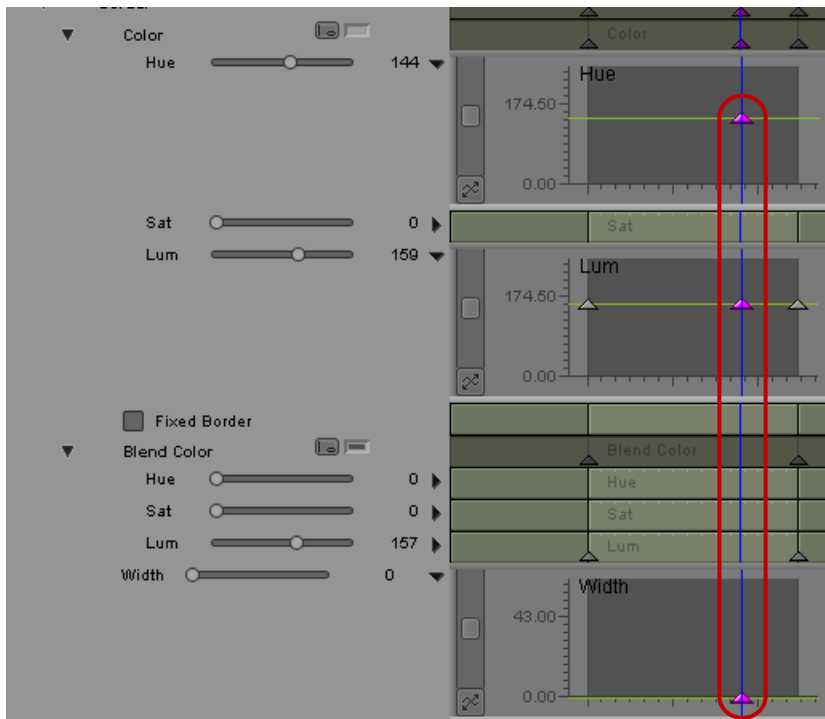 Color
Color
Hue 144
Hue
174.50
0.00
Sat 0
Sat
Lum 159
Lum
174.50
0.00
Fixed Border
Blend Color
Blend Color
Hue 0
Hue
Sat 0
Sat
Lum 157
Lum
Width 0
Width
43.00
0.00